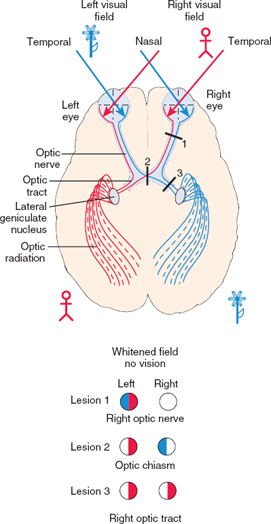 Left visual
field
Right visual
field
Temporal
Nasal
Temporal
Left
eye
Right
eye
1
Optic
nerve
2
3
Optic
tract
Lateral
geniculate
nucleus
Optic
radiation
Whitened field
no vision
Left
Right
Lesion 1
Right optic nerve
Lesion 2
Optic chiasm
Lesion 3
Right optic tract